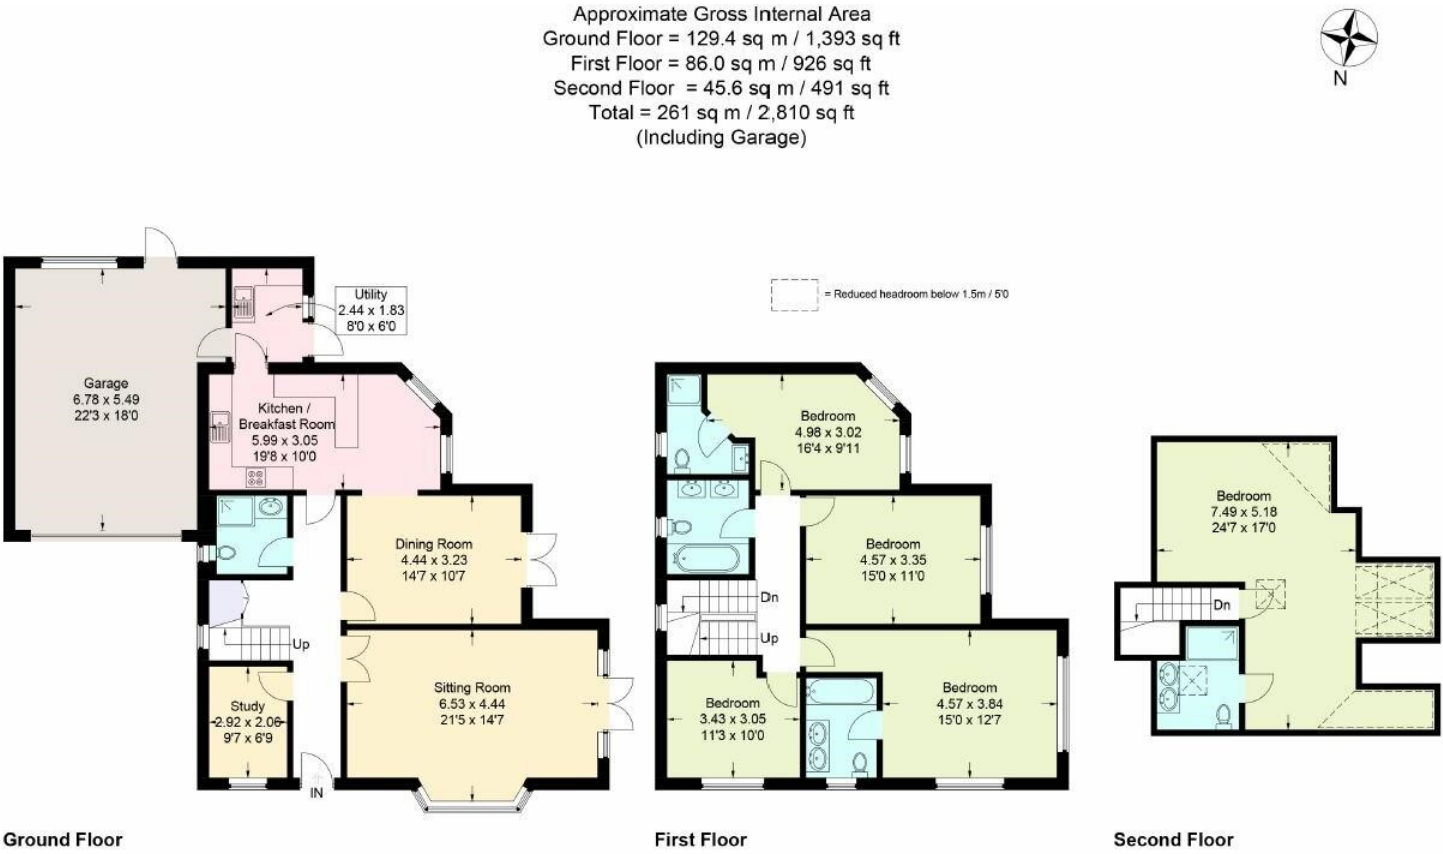 Approximate Gross Internal Area
Ground Floor = 129.4 sq m / 1,393 sq ft
First Floor = 86.0 sq m / 926 sq ft
Second Floor = 45.6 sq m / 491 sq ft
Total = 261 sq m / 2,810 sq ft
(Including Garage)
N
Utility
2.44 x 1.83
8'0 x 6'0
Garage
6.78 x 5.49
22'3 x 18'0
Kitchen /
Breakfast Room
5.99 x 3.05
19'8 x 10'0
Dining Room
4.44 x 3.23
14'7 x 10'7
Up
Sitting Room
6.53 x 4.44
21'5 x 14'7
Study
2.92 x 2.06
9'7 x 6'9
IN
Ground Floor
= Reduced headroom below 1.5m / 5'0
Bedroom
4.98 x 3.02
16'4 x 9'11
Bedroom
4.57 x 3.35
15'0 x 11'0
Dn
Up
Bedroom
3.43 x 3.05
11'3 x 10'0
Bedroom
4.57 x 3.84
15'0 x 12'7
First Floor
Bedroom
7.49 x 5.18
24'7 x 17'0
Dn
Second Floor